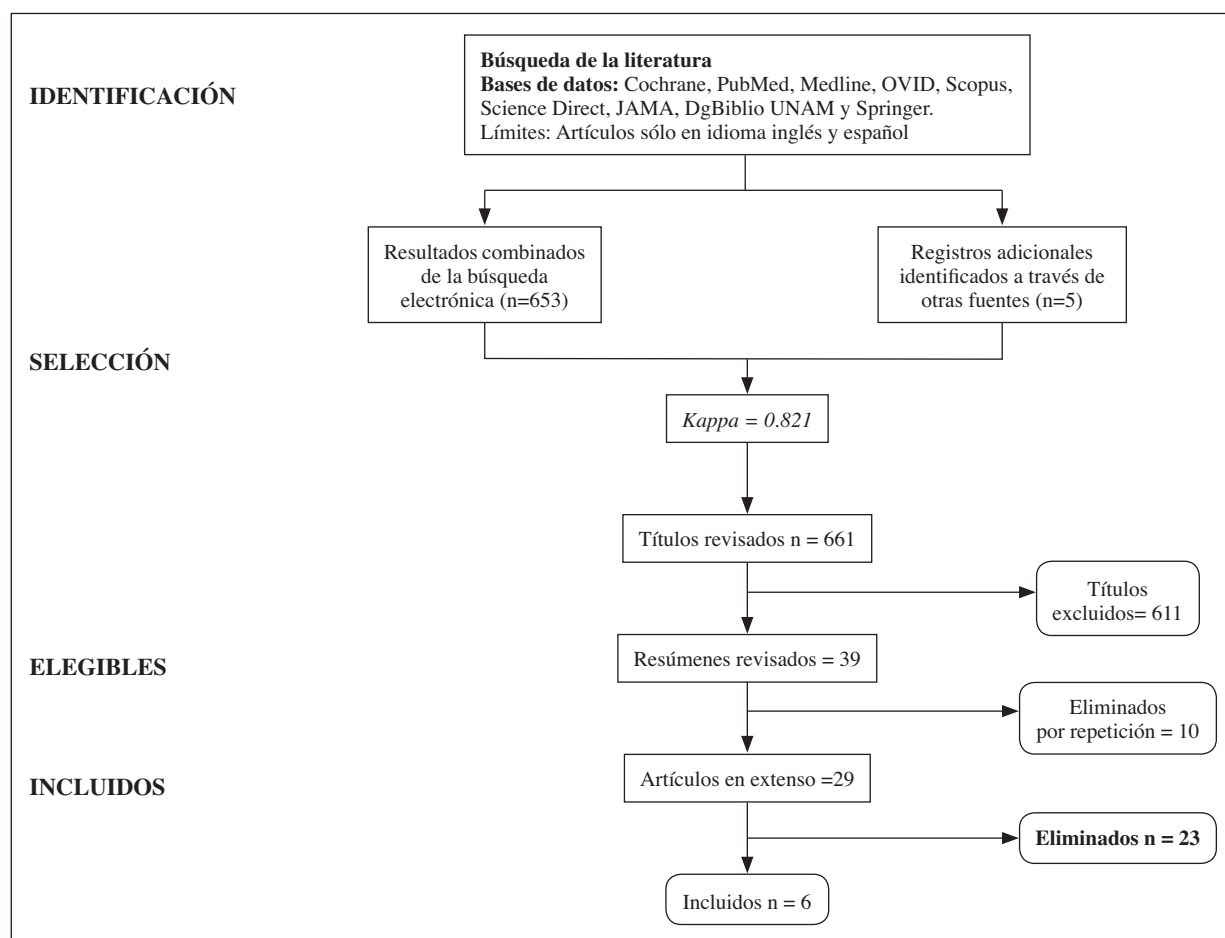 IDENTIFICACIÓN
Búsqueda de la literatura
Bases de datos: Cochrane, PubMed, Medline, OVID, Scopus,
Science Direct, JAMA, DgBiblio UNAM y Springer.
Límites: Artículos sólo en idioma inglés y español
Resultados combinados
de la búsqueda
electrónica (n=653)
Registros adicionales
identificados a través de
otras fuentes (n=5)
SELECCIÓN
Kappa = 0.821
Títulos revisados n = 661
Títulos
excluidos= 611
ELEGIBLES
Resúmenes revisados = 39
Eliminados
por repetición = 10
INCLUIDOS
Artículos en extenso =29
Eliminados n = 23
Incluidos n = 6